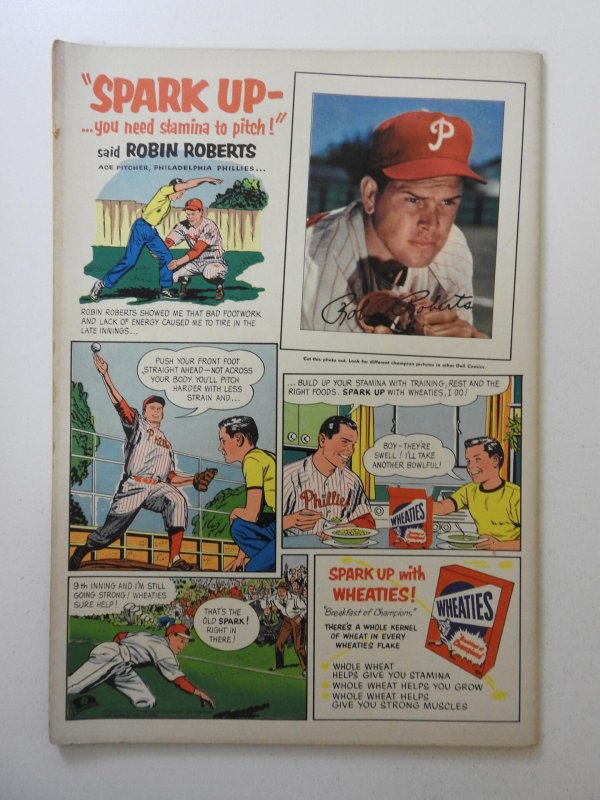 "SPARK UP-
...you need stamina to pitch!"
said ROBIN ROBERTS
ACE PITCHER, PHILADELPHIA PHILLIES...
ROBIN ROBERTS SHOWED ME THAT BAD FOOTWORK
AND LACK OF ENERGY CAUSED ME TO TIRE IN THE
LATE INNINGS...
P
Robin Roberts
Cut this photo out. Look for different champion pictures in other Dell Comics.
PUSH YOUR FRONT FOOT
STRAIGHT AHEAD—NOT ACROSS
YOUR BODY. YOU'LL PITCH
HARDER WITH LESS
STRAIN AND...
Phillies
...BUILD UP YOUR STAMINA WITH TRAINING, REST AND THE
RIGHT FOODS. SPARK UP WITH WHEATIES, I DO!
BOY-THEY'RE
SWELL! I'LL TAKE
ANOTHER BOWLFUL!
Phillies
WHEATIES
9th INNING AND I'M STILL
GOING STRONG! WHEATIES
SURE HELP!
THAT'S THE
OLD SPARK!
RIGHT IN
THERE!
SPARK UP with
WHEATIES!
"Breakfast of Champions"
THERE'S A WHOLE KERNEL
OF WHEAT IN EVERY
WHEATIES FLAKE
WHEATIES
Breakfast of
Champions
WHOLE WHEAT
HELPS GIVE YOU STAMINA
WHOLE WHEAT HELPS YOU GROW
WHOLE WHEAT HELPS
GIVE YOU STRONG MUSCLES